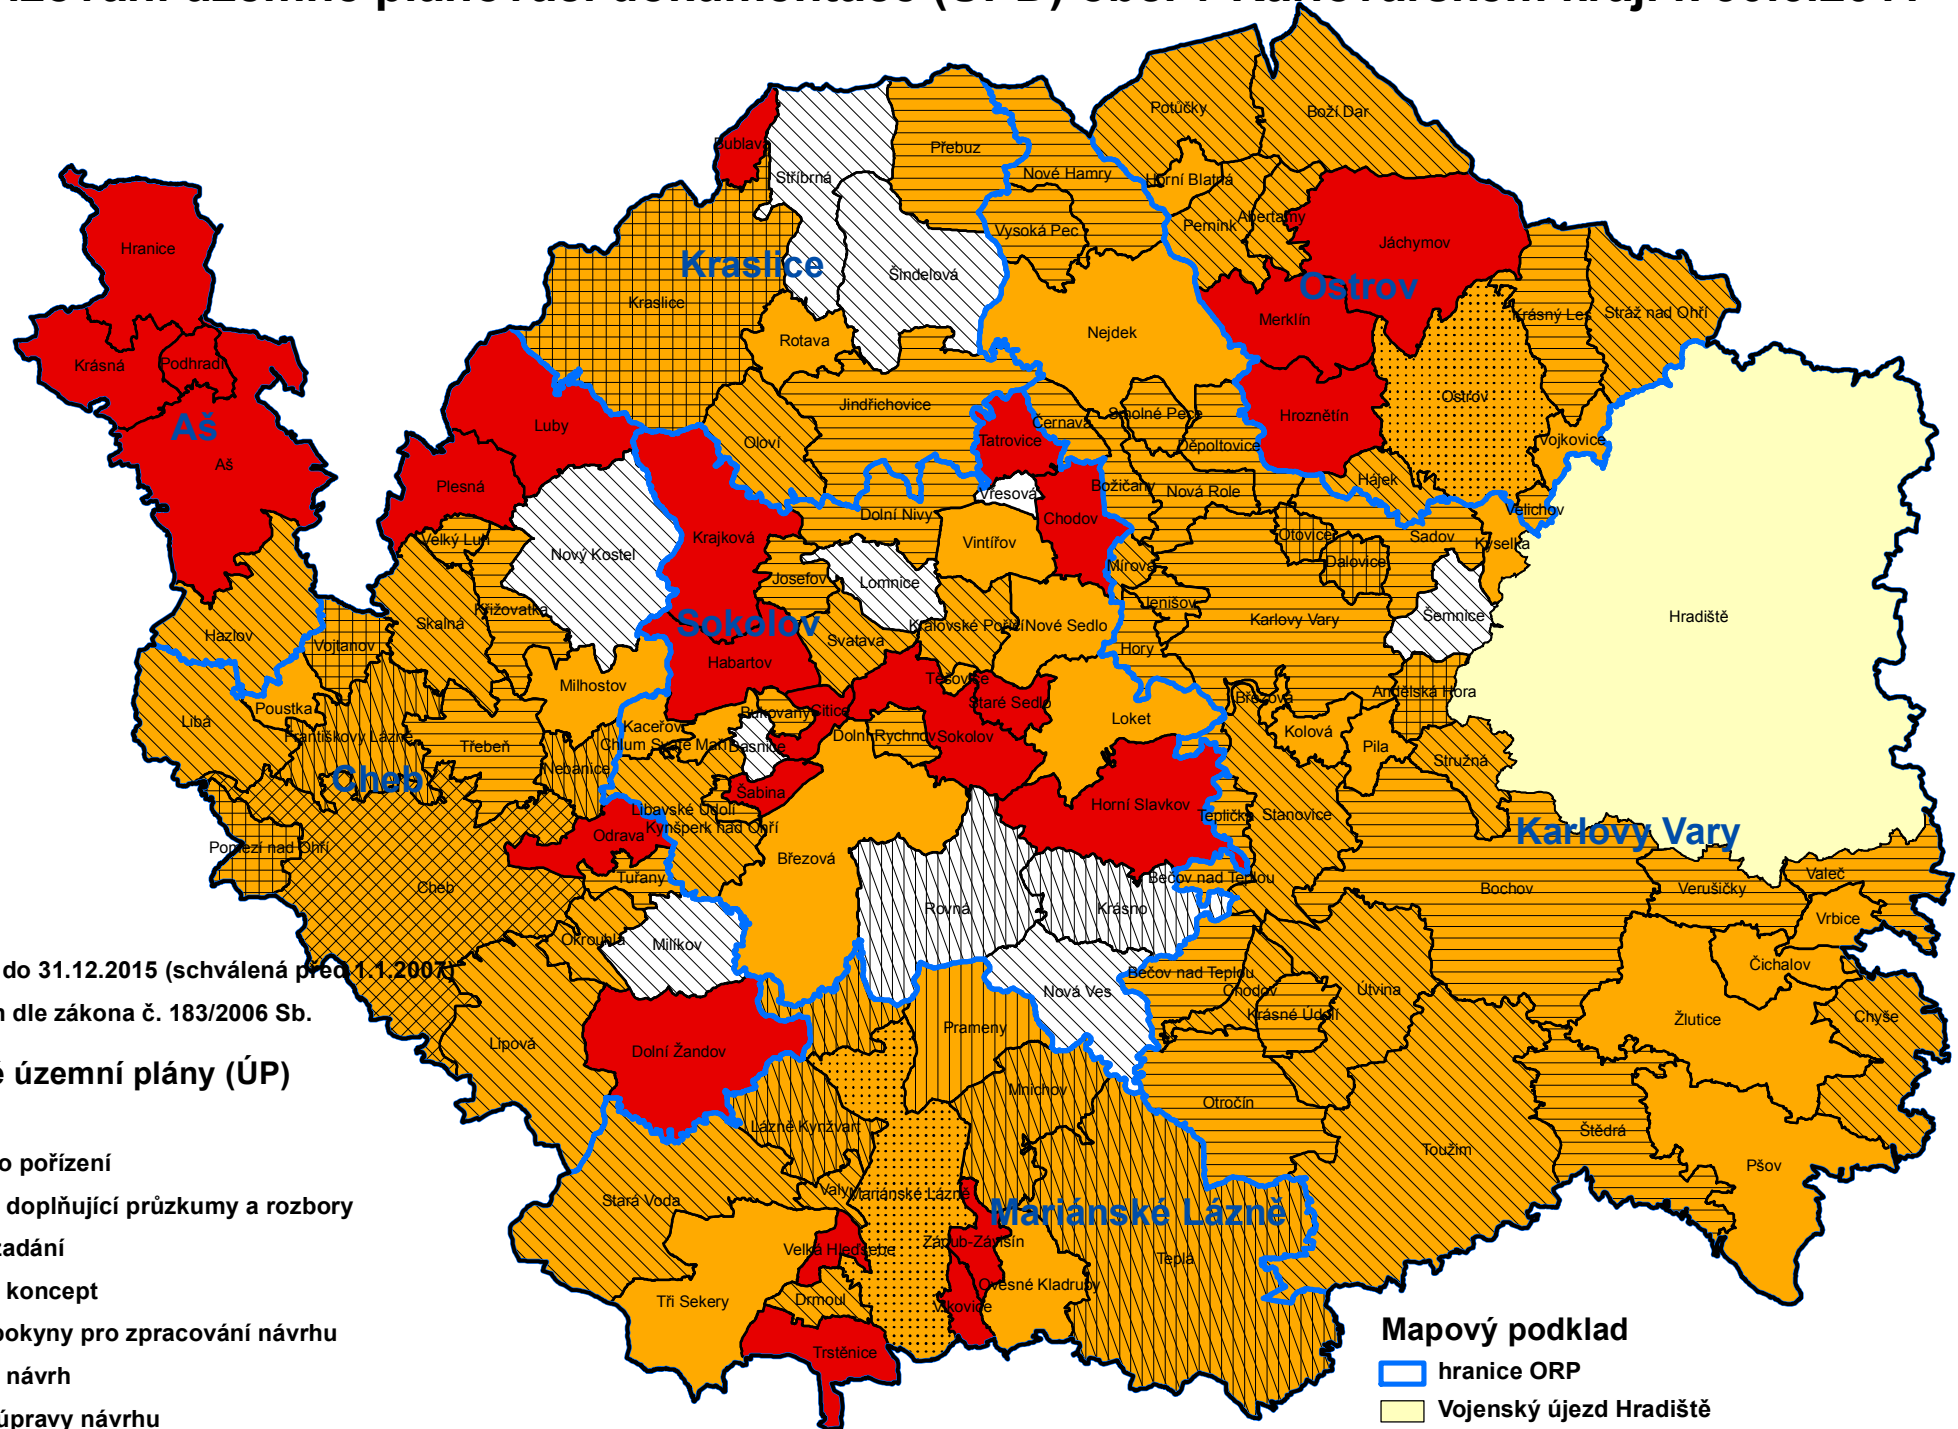 územně plánovací dokumentace (ÚPD) obcí v Karlovarském kraji k
Potůčky
Boží Dar
Bublava
Přebuz
Stříbrná
Nové Hamry
Horní Blatná
Abertamy
Pernink
Vysoká Pec
Jáchymov
Hranice
Kraslice
Šindelová
Ostrov
Kraslice
Merklín
Krásný Les
Stráž nad Ohří
Nejdek
Rotava
Krásná
Podhradí
Ostrov
Jindřichovice
Hroznětín
Smolné Pece
Černava
Luby
Aš
Oloví
Tatrovice
Děpoltovice
Vojkovice
Aš
Plesná
Vřesová
Božičany
Nová Role
Hájek
Velichov
Dolní Nivy
Chodov
Krajková
Vintířov
Otovice
Sadov
Kyselka
Velký Luh
Nový Kostel
Dalovice
Mírová
Josefov
Lomnice
Křižovatka
Jenišov
Karlovy Vary
Šemnice
Hradiště
Skalná
Sokolov
Královské Poříčí
Nové Sedlo
Hazlov
Vojtanov
Svatava
Hory
Habartov
Milhostov
Těšovice
Andělská Hora
Březová
Staré Sedlo
Poustka
Libá
Bukovany
Citice
Loket
Kaceřov
Kolová
Františkovy Lázně
Třebeň
Chlum Svaté Maří
Dasnice
Dolní Rychnov
Sokolov
Pila
Stružná
Nebanice
Cheb
Šabina
Horní Slavkov
Libavské Údolí
Teplička
Stanovice
Kynšperk nad Ohří
Odrava
Karlovy Vary
Pomezí nad Ohří
Březová
Cheb
Tuřany
Bečov nad Teplou
Bochov
Verušičky
Valeč
Rovná
Krásno
Vrbice
Okrouhlá
Milíkov
do 31.12.2015 (schválená před 1.1.2007)
Bečov nad Teplou
Čichalov
Nová Ves
Chodov
Útvina
dle zákona č. 183/2006 Sb.
Krásné Údolí
Žlutice
Chyše
Prameny
Lipová
Dolní Žandov
územní plány (ÚP)
Mnichov
Otročín
Lázně Kynžvart
Štědrá
Toužim
Pšov
pořízení
Valy
Mariánské Lázně
Stará Voda
doplňující průzkumy a rozbory
Mariánské Lázně
Velká Hleďsebe
Zádub-Závišín
zadání
Teplá
Ovesné Kladruby
koncept
Tři Sekery
Drmoul
Vlkovice
pokyny pro zpracování návrhu
Trstěnice
Mapový podklad
návrh
hranice ORP
úpravy návrhu
Vojenský újezd Hradiště